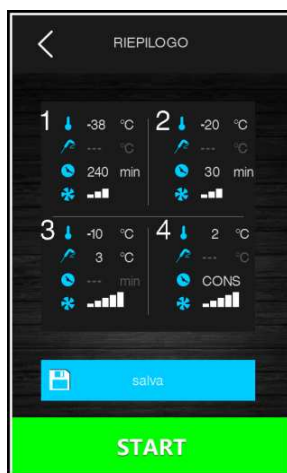 RIEPILOGO
1 -38 °C 2 -20 °C
--- °C --- °C
240 min 30 min
3 -10 °C 4 2 °C
3 °C --- °C
--- min CONS
salva
START